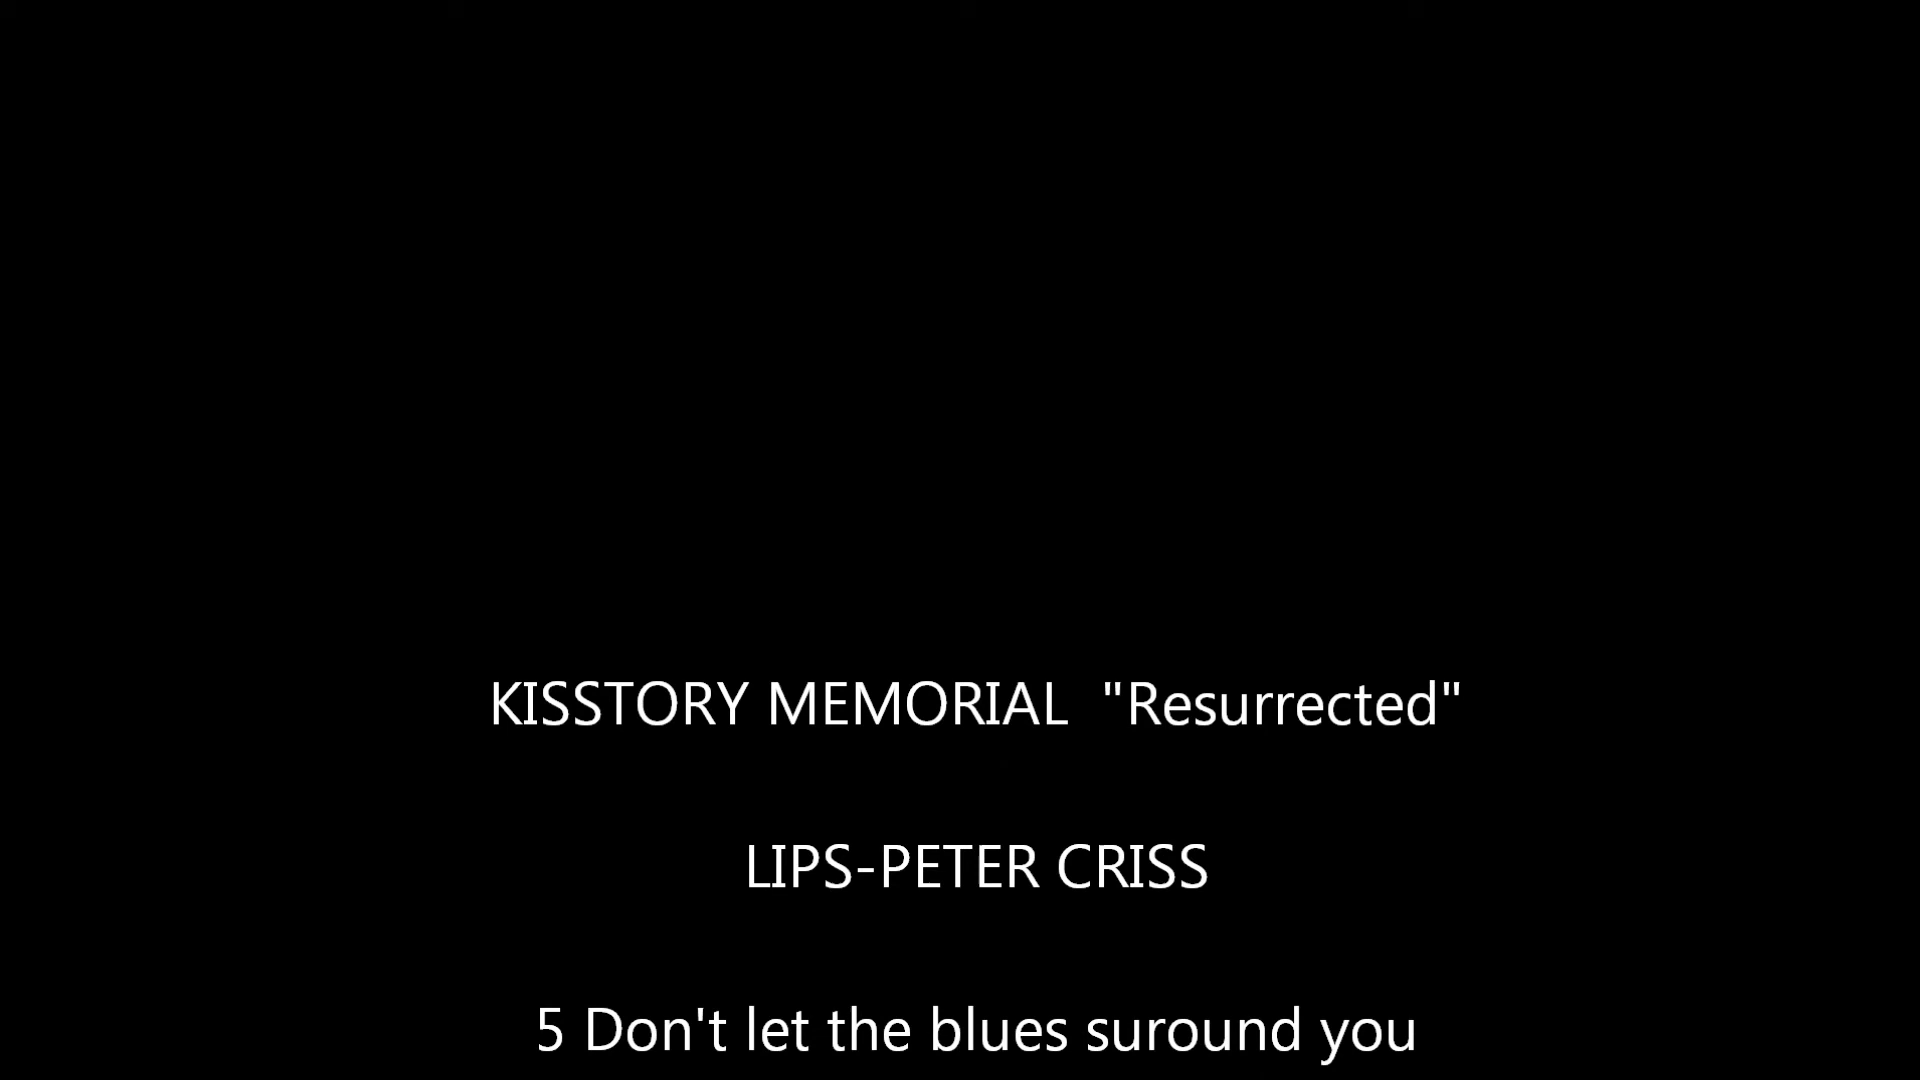 KISSTORY MEMORIAL  "Resurrected"
LIPS-PETER CRISS
5 Don't let the blues suround you